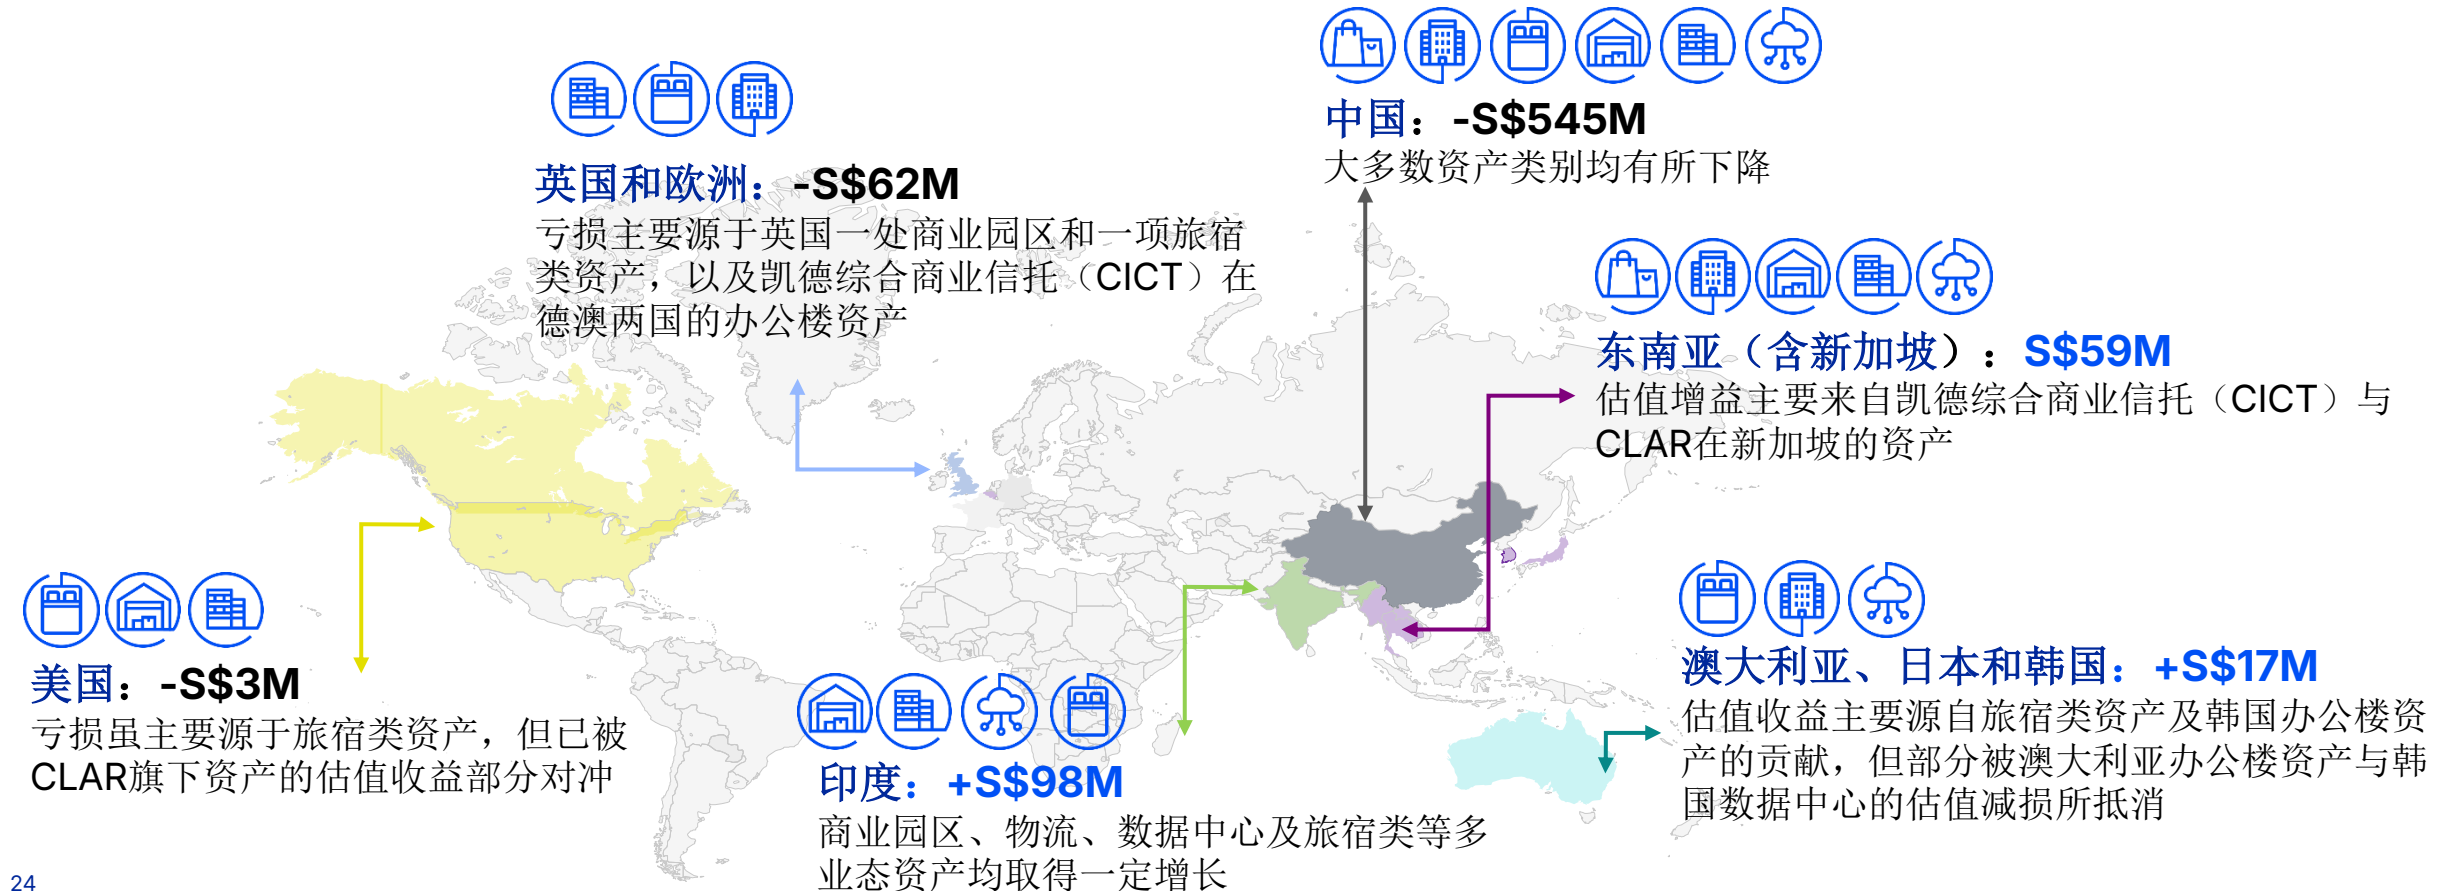 中国：-S$545M
大多数资产类别均有所下降
英国和欧洲：-S$62M
亏损主要源于英国一处商业园区和一项旅宿
类资产，以及凯德综合商业信托（CICT）在
德澳两国的办公楼资产
东南亚（含新加坡）：S$59M
估值增益主要来自凯德综合商业信托（CICT）与
CLAR在新加坡的资产
美国：-S$3M
亏损虽主要源于旅宿类资产，但已被
CLAR旗下资产的估值收益部分对冲
澳大利亚、日本和韩国：+S$17M
估值收益主要源自旅宿类资产及韩国办公楼资
产的贡献，但部分被澳大利亚办公楼资产与韩
国数据中心的估值减损所抵消
印度：+S$98M
商业园区、物流、数据中心及旅宿类等多
业态资产均取得一定增长
24